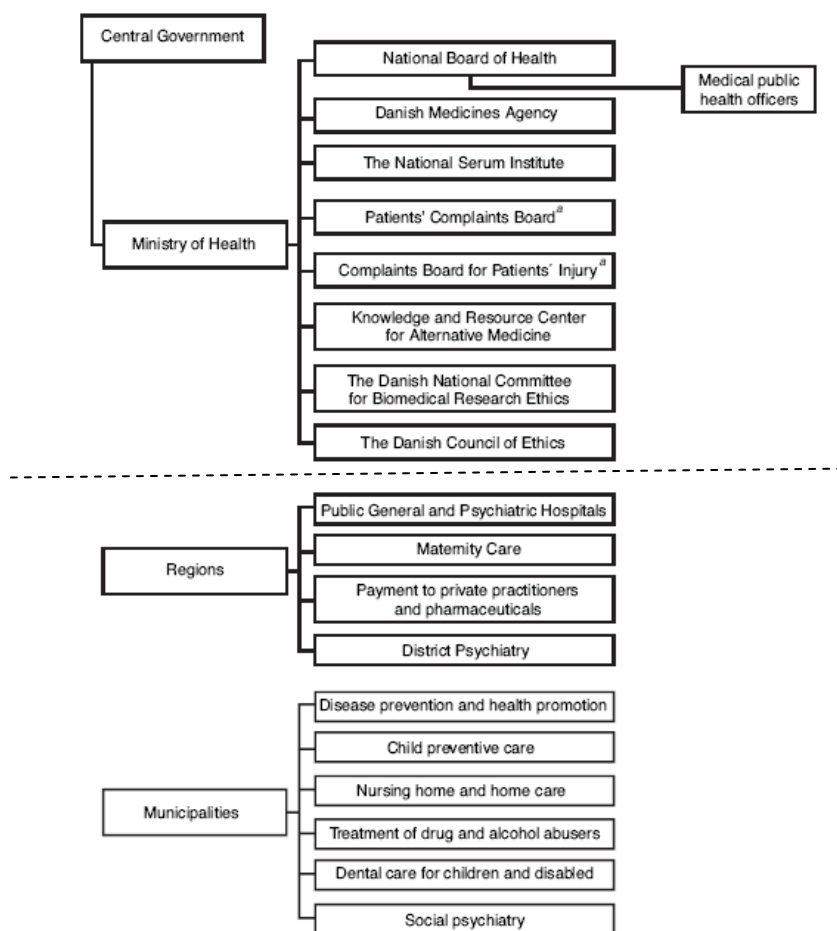 Central Government
National Board of Health
Medical public
health officers
Danish Medicines Agency
The National Serum Institute
Patients' Complaints Board a
Ministry of Health
Complaints Board for Patients´ Injury a
Knowledge and Resource Center
for Alternative Medicine
The Danish National Committee
for Biomedical Research Ethics
The Danish Council of Ethics
Public General and Psychiatric Hospitals
Maternity Care
Regions
Payment to private practitioners
and pharmaceuticals
District Psychiatry
Disease prevention and health promotion
Child preventive care
Nursing home and home care
Municipalities
Treatment of drug and alcohol abusers
Dental care for children and disabled
Social psychiatry